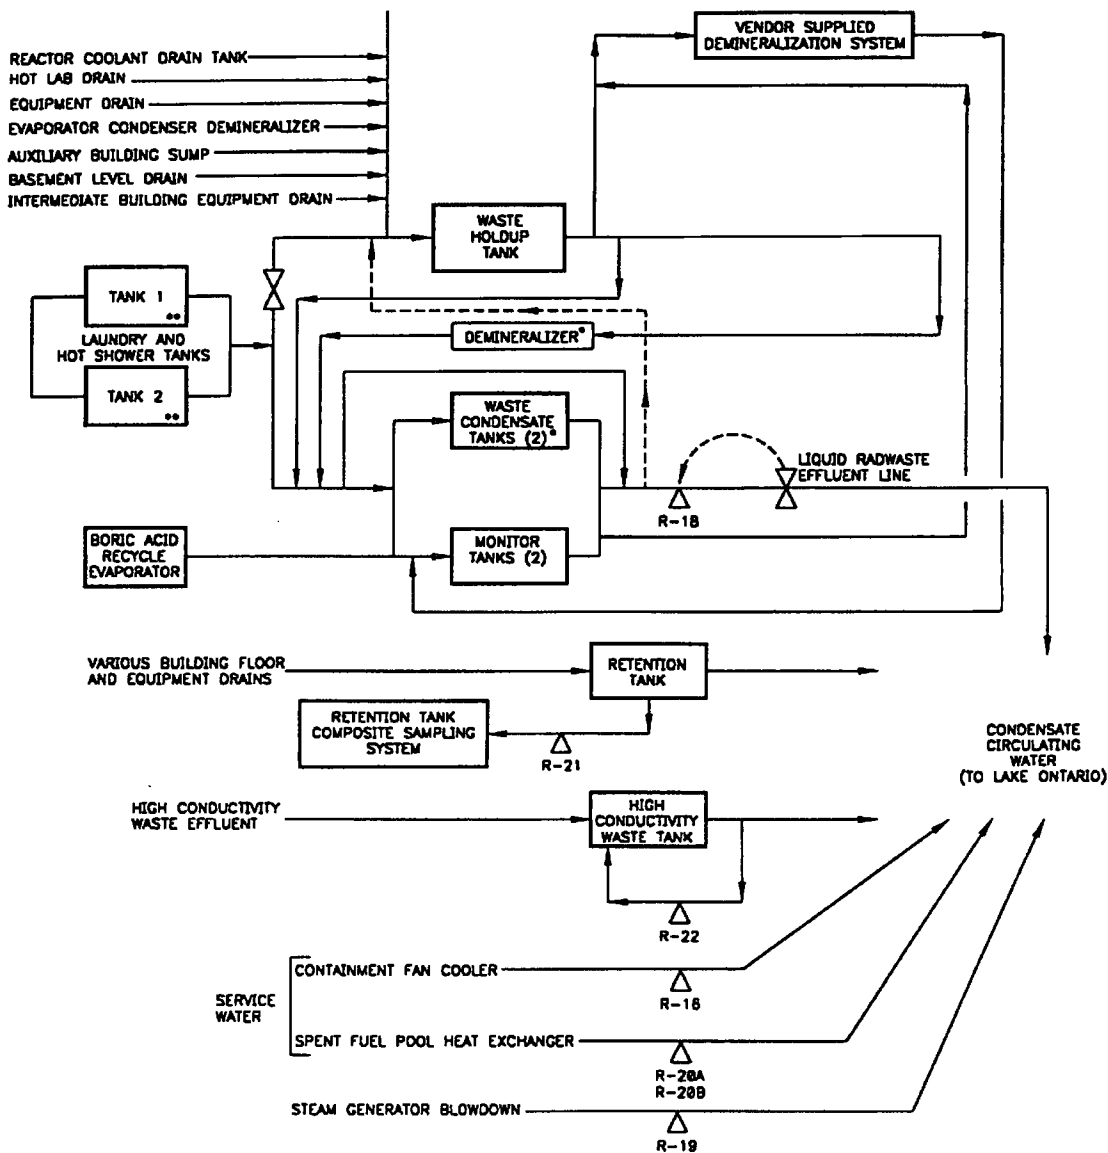 VENDOR SUPPLIED
DEMINERALIZATION SYSTEM
REACTOR COOLANT DRAIN TANK
HOT LAB DRAIN
EQUIPMENT DRAIN
EVAPORATOR CONDENSER DEMINERALIZER
AUXILIARY BUILDING SUMP
BASEMENT LEVEL DRAIN
INTERMEDIATE BUILDING EQUIPMENT DRAIN
WASTE
HOLDUP
TANK
TANK 1
**
LAUNDRY AND
HOT SHOWER TANKS
TANK 2
**
DEMINERALIZER*
WASTE
CONDENSATE
TANKS (2)*
LIQUID RADWASTE
EFFLUENT LINE
R-18
BORIC ACID
RECYCLE
EVAPORATOR
MONITOR
TANKS (2)
VARIOUS BUILDING FLOOR
AND EQUIPMENT DRAINS
RETENTION
TANK
RETENTION TANK
COMPOSITE SAMPLING
SYSTEM
R-21
CONDENSATE
CIRCULATING
WATER
(TO LAKE ONTARIO)
HIGH CONDUCTIVITY
WASTE EFFLUENT
HIGH
CONDUCTIVITY
WASTE TANK
R-22
SERVICE
WATER
CONTAINMENT FAN COOLER
R-16
SPENT FUEL POOL HEAT EXCHANGER
R-20A
R-20B
STEAM GENERATOR BLOWDOWN
R-19